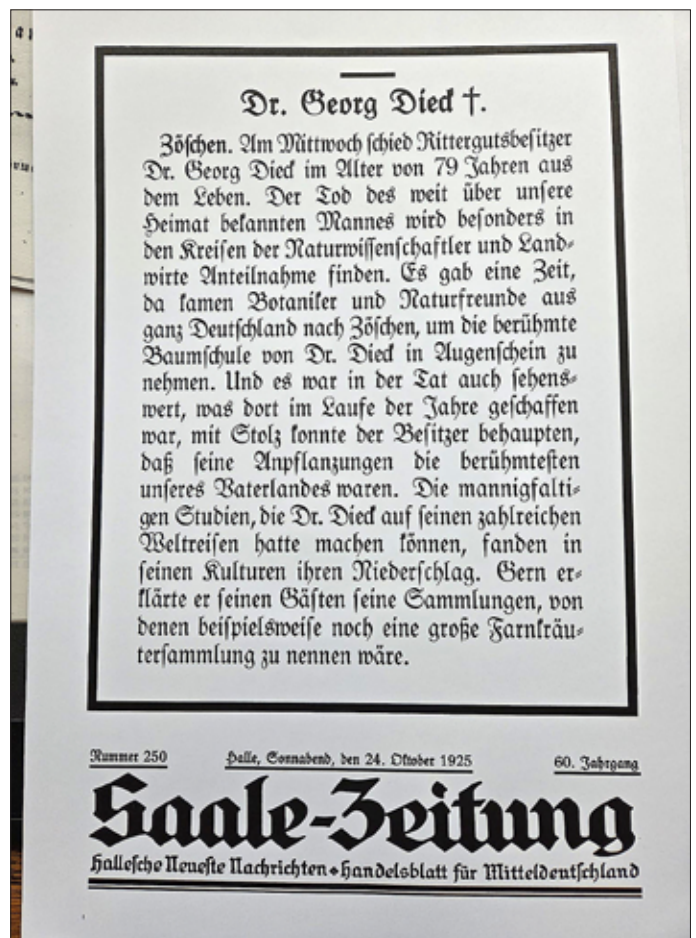 Dr. Georg Dieck †.
Zöschen. Am Mittwoch schied Rittergutsbesitzer
Dr. Georg Dieck im Alter von 79 Jahren aus
dem Leben. Der Tod des weit über unsere
Heimat bekannten Mannes wird besonders in
den Kreisen der Naturwissenschaftler und Land-
wirte Anteilnahme finden. Es gab eine Zeit,
da kamen Botaniker und Naturfreunde aus
ganz Deutschland nach Zöschen, um die berühmte
Baumschule von Dr. Dieck in Augenschein zu
nehmen. Und es war in der Tat auch sehens-
wert, was dort im Laufe der Jahre geschaffen
war, mit Stolz konnte der Besitzer behaupten,
daß seine Anpflanzungen die berühmtesten
unseres Vaterlandes waren. Die mannigfalti-
gen Studien, die Dr. Dieck auf seinen zahlreichen
Weltreisen hatte machen können, fanden in
seinen Kulturen ihren Niederschlag. Gern er-
klärte er seinen Gästen seine Sammlungen, von
denen beispielsweise noch eine große Farnkräu-
tersammlung zu nennen wäre.
Nummer 250 Halle, Sonnabend, den 24. Oktober 1925 60. Jahrgang
Saale-Zeitung
Hallesche Neueste Nachrichten ⬥ Handelsblatt für Mitteldeutschland